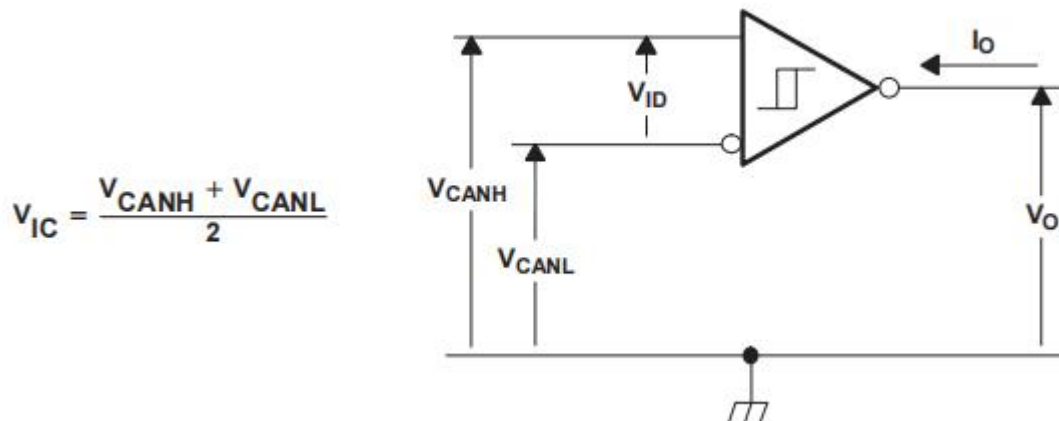 V_IC = (V_CANH + V_CANL) / 2
V_ID
V_CANH
V_CANL
I_O
V_O